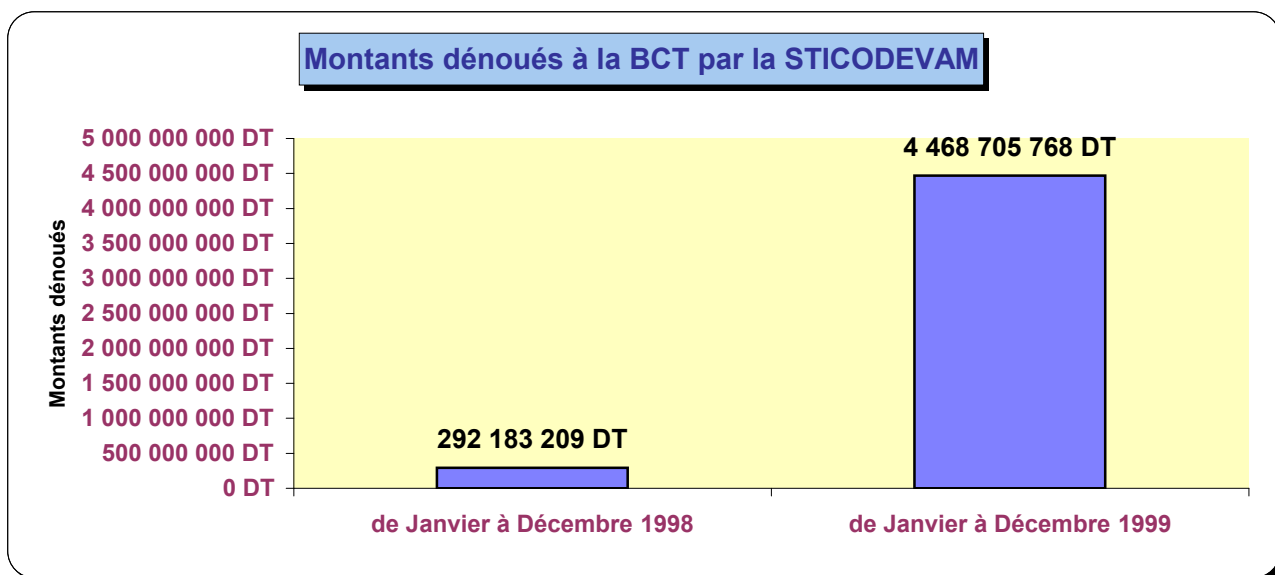 Montants dénoués à la BCT par la STICODEVAM
Montants dénoués
5 000 000 000 DT
4 500 000 000 DT
4 000 000 000 DT
3 500 000 000 DT
3 000 000 000 DT
2 500 000 000 DT
2 000 000 000 DT
1 500 000 000 DT
1 000 000 000 DT
500 000 000 DT
0 DT
292 183 209 DT
4 468 705 768 DT
de Janvier à Décembre 1998
de Janvier à Décembre 1999